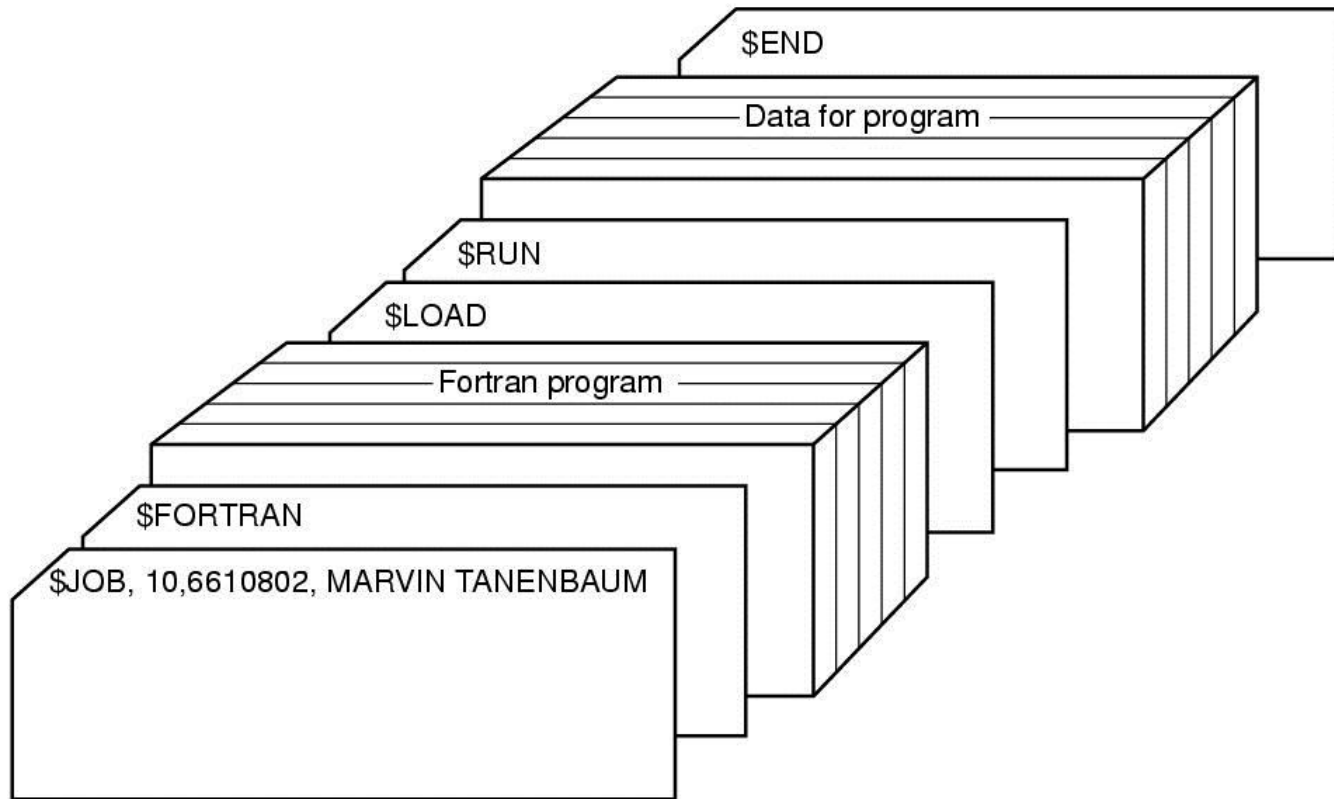 $END
Data for program
$RUN
$LOAD
Fortran program
$FORTRAN
$JOB, 10,6610802, MARVIN TANENBAUM